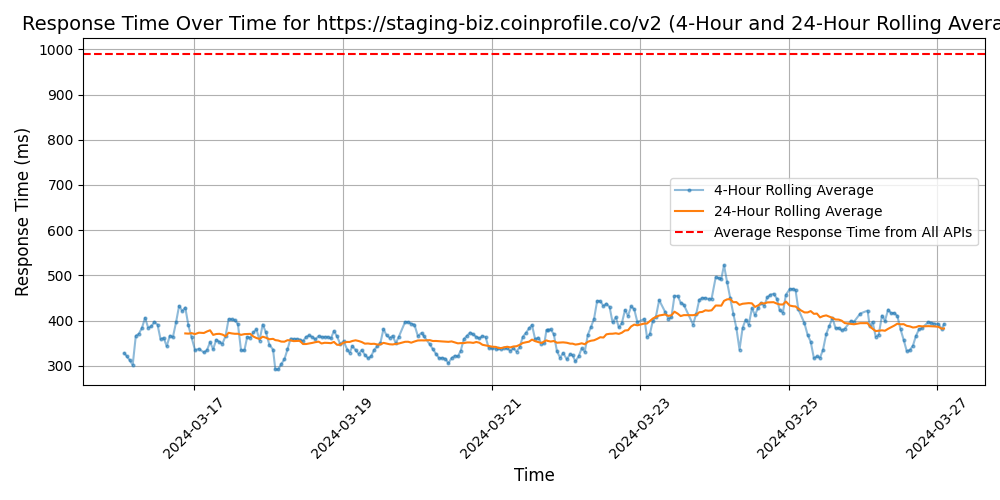 Response Time Over Time for https://staging-biz.coinprofile.co/v2 (4-Hour and 24-Hour Rolling Avera
Response Time (ms)
1000
900
800
700
600
500
400
300
4-Hour Rolling Average
24-Hour Rolling Average
Average Response Time from All APIs
2024-03-17
2024-03-19
2024-03-21
2024-03-23
2024-03-25
2024-03-27
Time